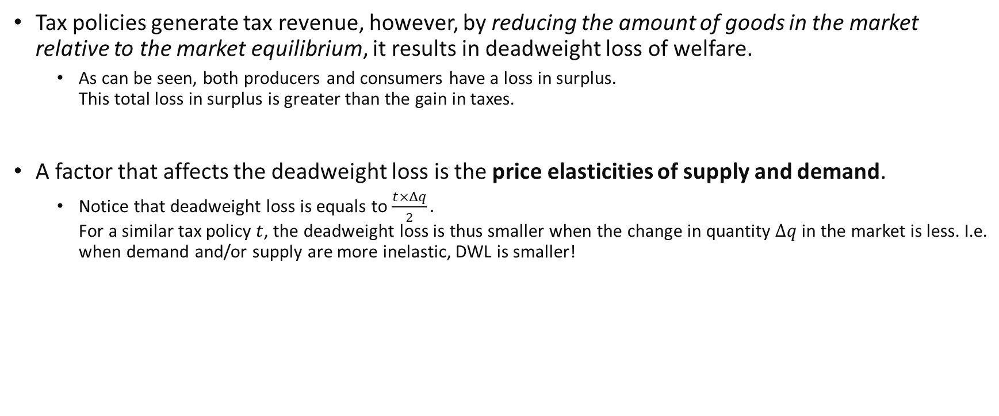 • Tax policies generate tax revenue, however, by reducing the amount of goods in the market
relative to the market equilibrium, it results in deadweight loss of welfare.
• As can be seen, both producers and consumers have a loss in surplus.
This total loss in surplus is greater than the gain in taxes.
• A factor that affects the deadweight loss is the price elasticities of supply and demand.
• Notice that deadweight loss is equals to t×Δq/2.
For a similar tax policy t, the deadweight loss is thus smaller when the change in quantity Δq in the market is less. I.e.
when demand and/or supply are more inelastic, DWL is smaller!